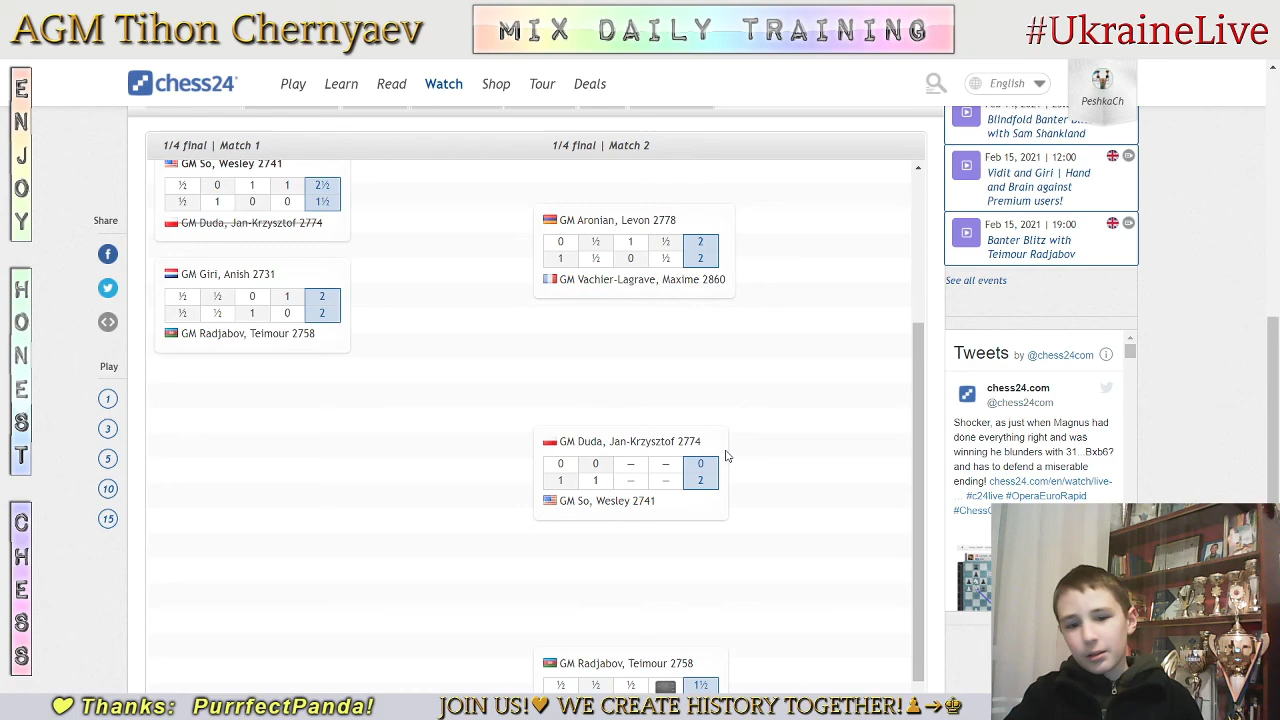 AGM Tihon Chernyaev
MIX DAILY TRAINING
#UkraineLive
ENJOY
HONEST
CHESS
chess24
Play Learn Read Watch Shop Tour Deals
English
PeshkaCh
Share
Play
1
3
5
10
15
1/4 final | Match 1
1/4 final | Match 2
GM So, Wesley 2741
½ 0 1 1 2½
½ 1 0 0 1½
GM Duda, Jan-Krzysztof 2774
GM Giri, Anish 2731
½ ½ 0 1 2
½ ½ 1 0 2
GM Radjabov, Teimour 2758
GM Aronian, Levon 2778
0 ½ 1 ½ 2
1 ½ 0 ½ 2
GM Vachier-Lagrave, Maxime 2860
GM Duda, Jan-Krzysztof 2774
0 0 – – 0
1 1 – – 2
GM So, Wesley 2741
GM Radjabov, Teimour 2758
½ ½ ½ 1½
Blindfold Banter
with Sam Shankland
Feb 15, 2021 | 12:00
Vidit and Giri | Hand
and Brain against
Premium users!
Feb 15, 2021 | 19:00
Banter Blitz with
Teimour Radjabov
See all events
Tweets by @chess24com
chess24.com
@chess24com
Shocker, as just when Magnus had
done everything right and was
winning he blunders with 31...Bxb6?
and has to defend a miserable
ending! chess24.com/en/watch/live-
… #c24live #OperaEuroRapid
Thanks: PurrfectPanda!
JOIN US! WE CREATE HISTORY TOGETHER!